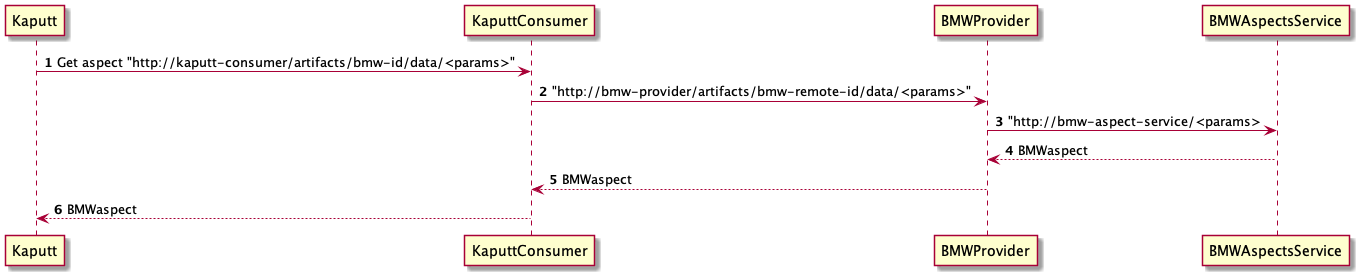 Kaputt KaputtConsumer BMWProvider BMWAspectsService
1 Get aspect "http://kaputt-consumer/artifacts/bmw-id/data/<params>"
2 "http://bmw-provider/artifacts/bmw-remote-id/data/<params>"
3 "http://bmw-aspect-service/<params>
4 BMWaspect
5 BMWaspect
6 BMWaspect
Kaputt KaputtConsumer BMWProvider BMWAspectsService